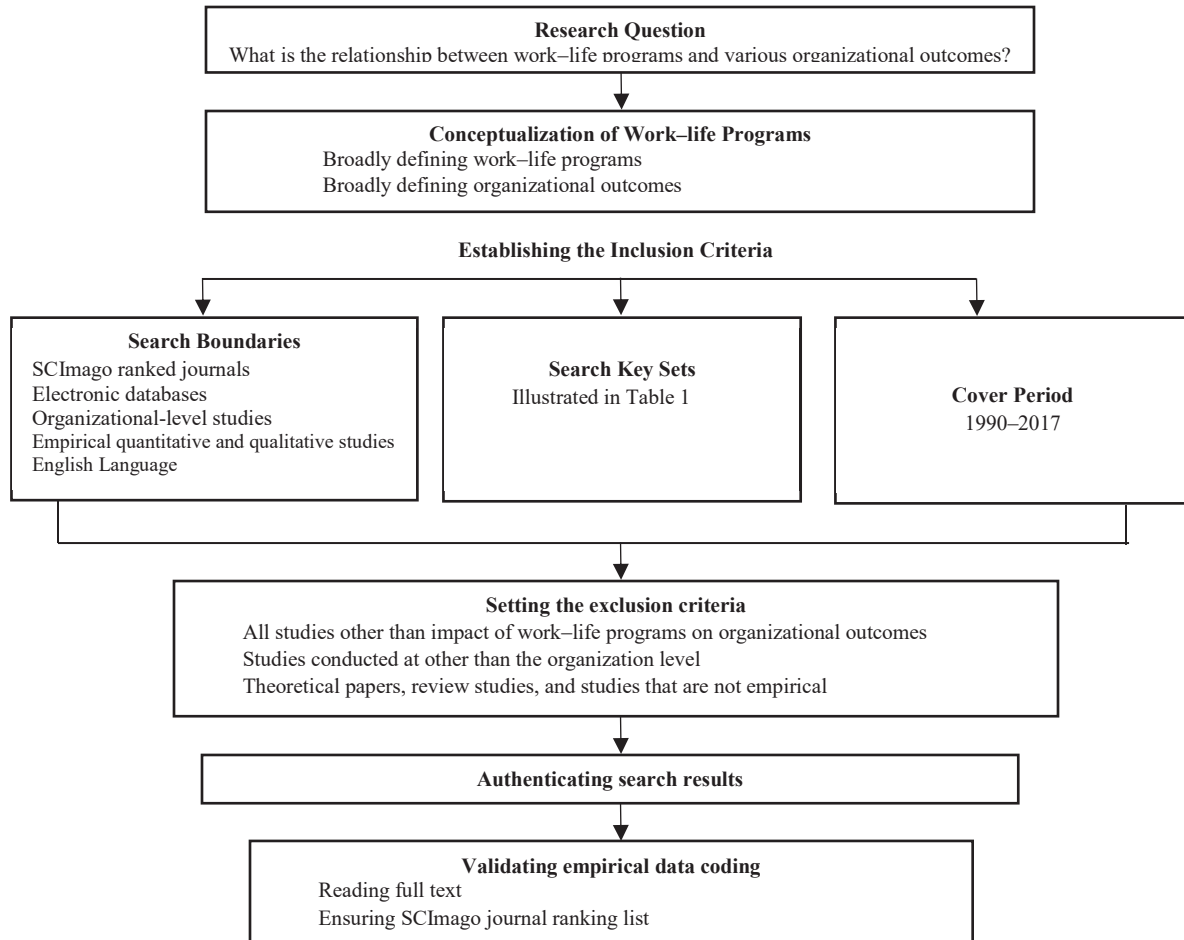 Research Question
What is the relationship between work–life programs and various organizational outcomes?
Conceptualization of Work–life Programs
Broadly defining work–life programs
Broadly defining organizational outcomes
Establishing the Inclusion Criteria
Search Boundaries
SCImago ranked journals
Electronic databases
Organizational-level studies
Empirical quantitative and qualitative studies
English Language
Search Key Sets
Illustrated in Table 1
Cover Period
1990–2017
Setting the exclusion criteria
All studies other than impact of work–life programs on organizational outcomes
Studies conducted at other than the organization level
Theoretical papers, review studies, and studies that are not empirical
Authenticating search results
Validating empirical data coding
Reading full text
Ensuring SCImago journal ranking list